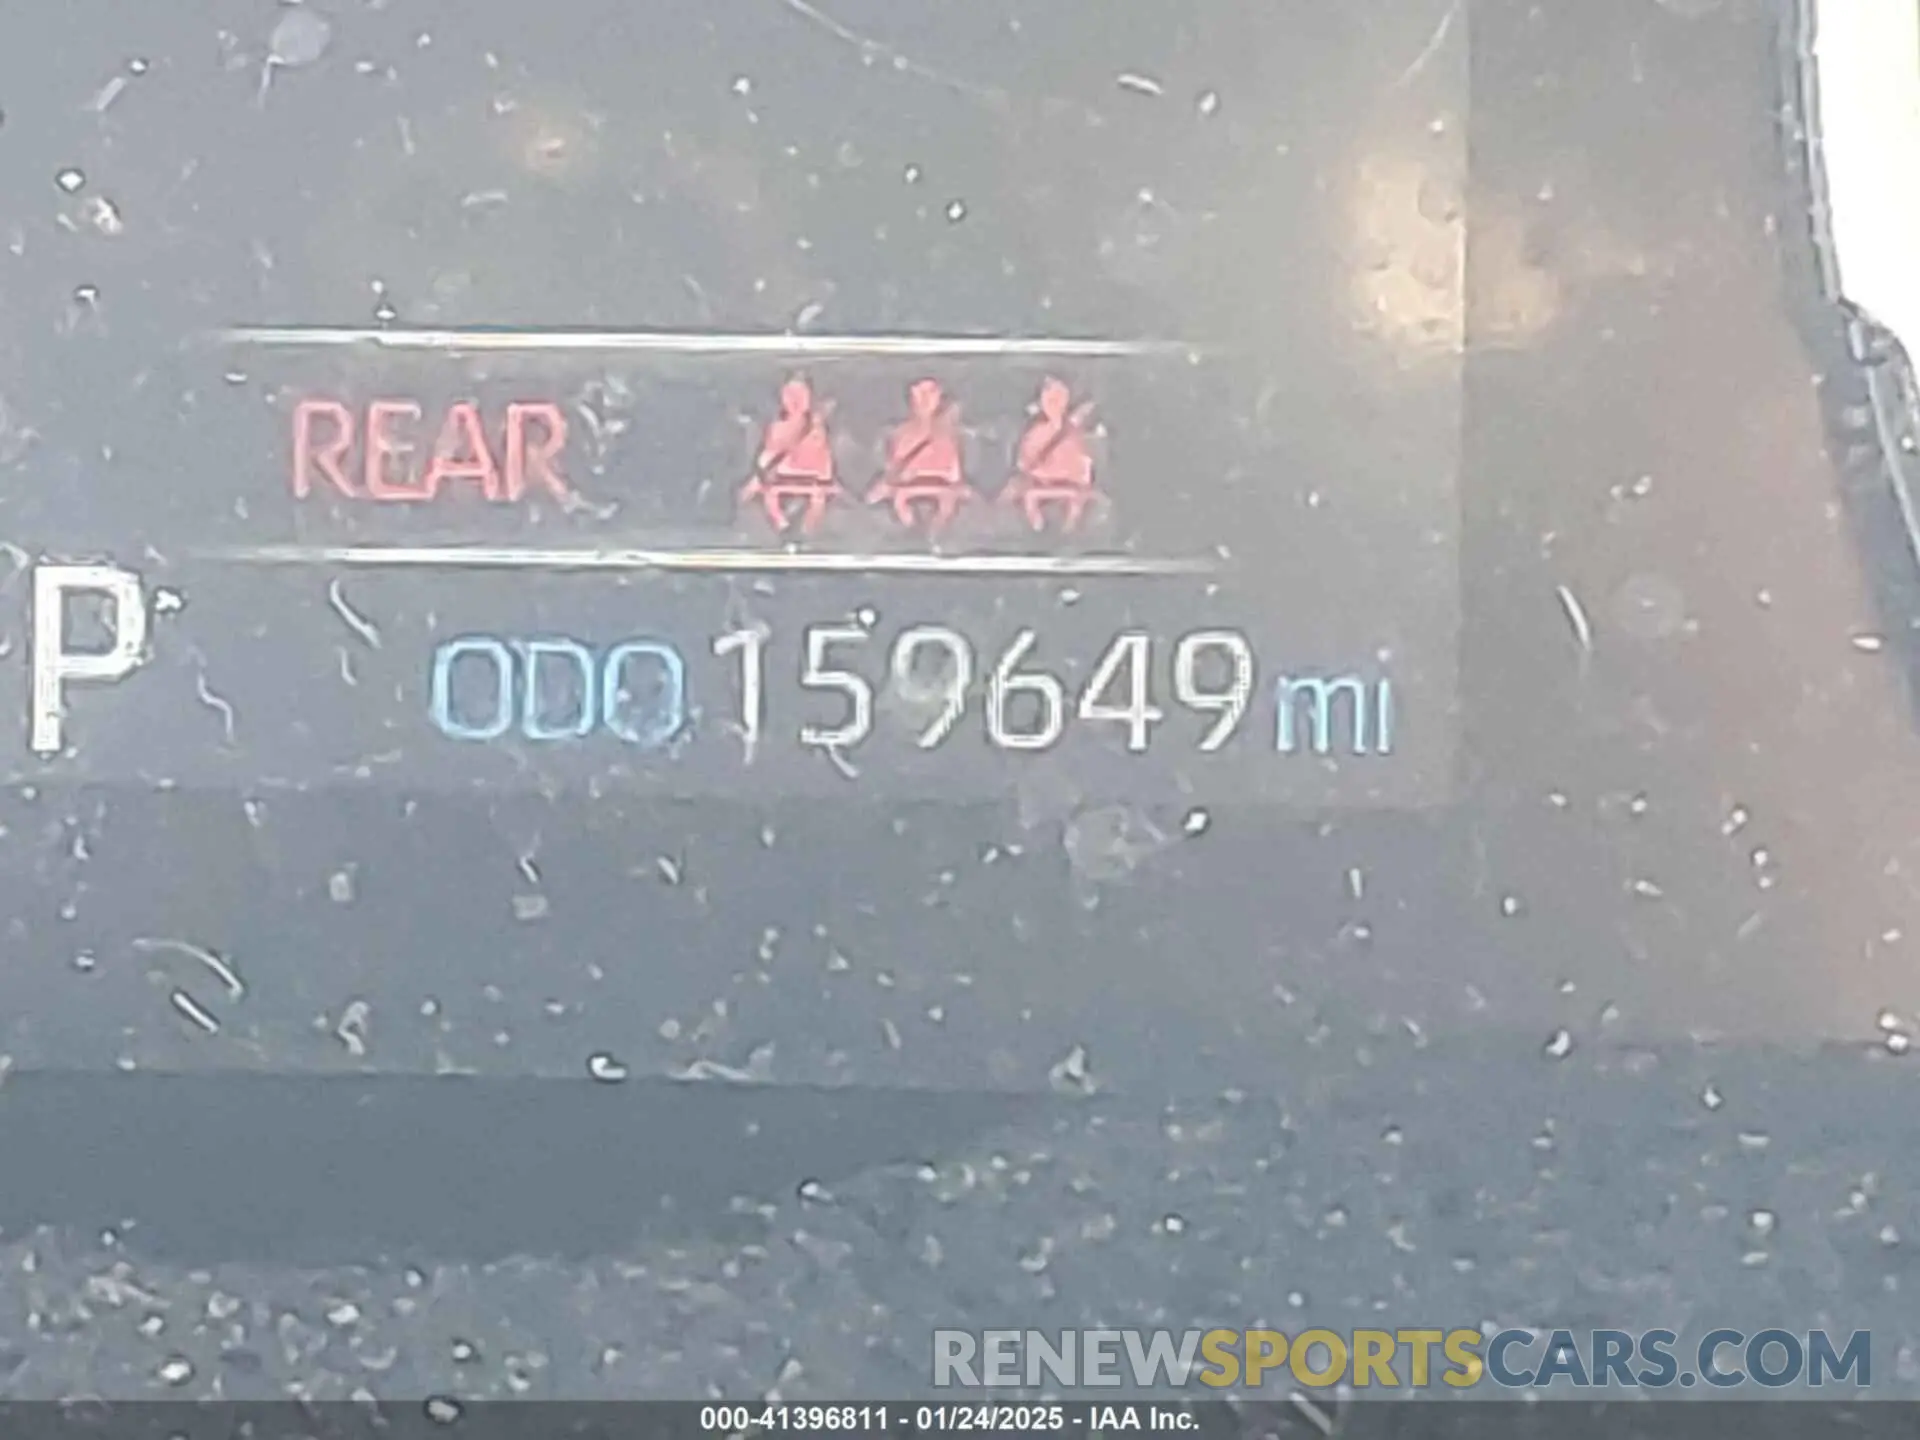 REAR
P ODO 159649 mi
RENEWSPORTSCARS.COM
000-41396811 - 01/24/2025 - IAA Inc.